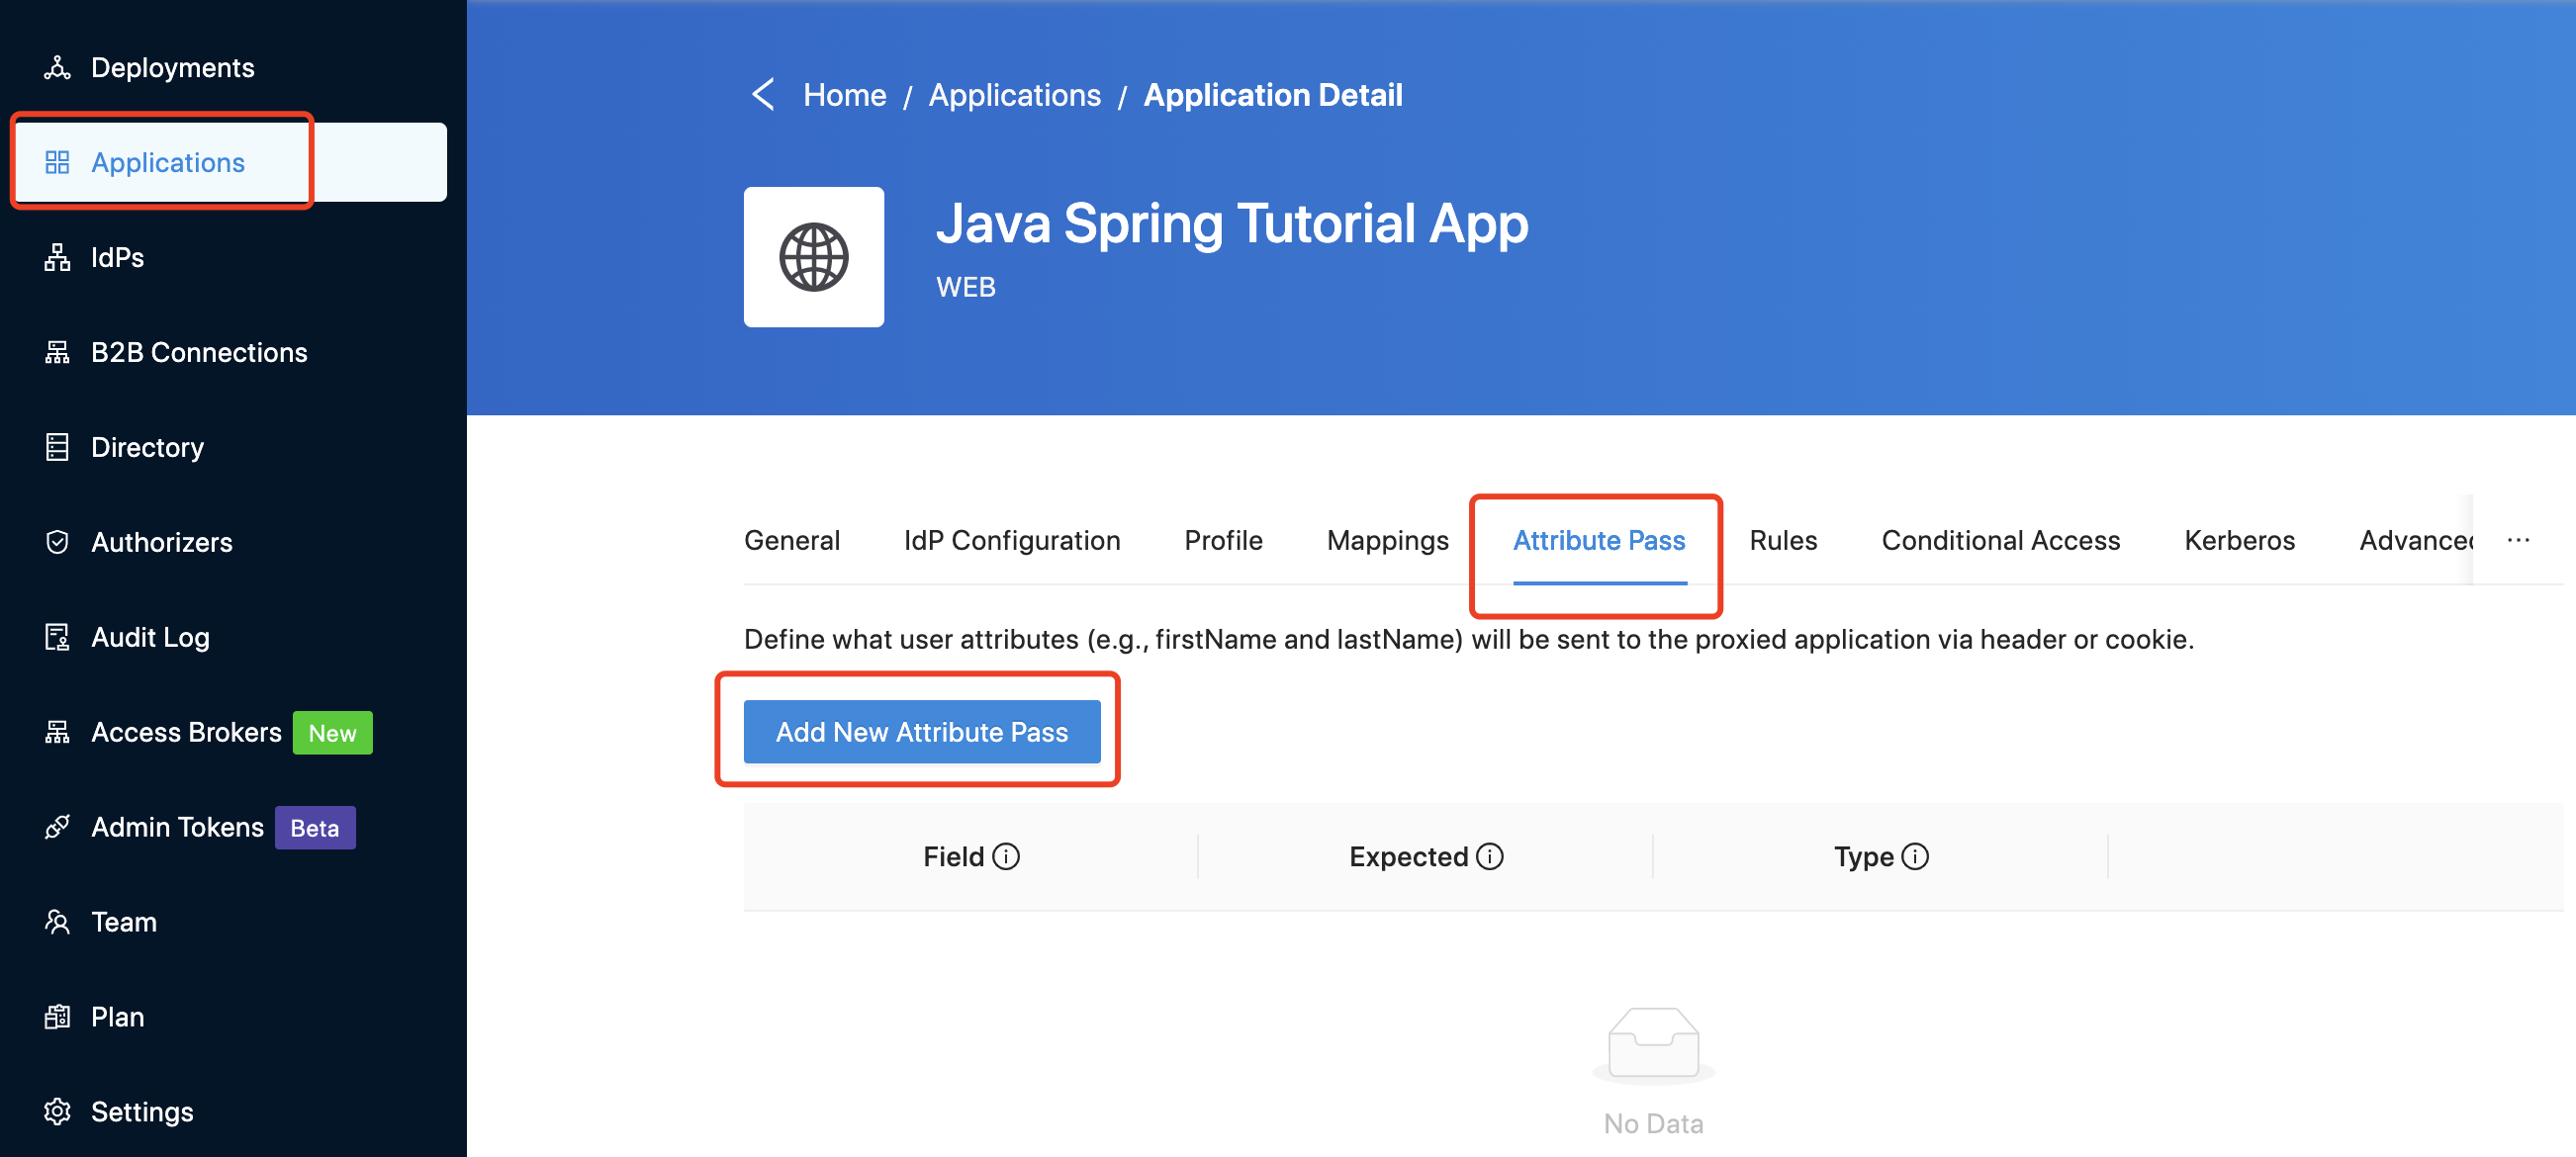 Deployments
Applications
IdPs
B2B Connections
Directory
Authorizers
Audit Log
Access Brokers New
Admin Tokens Beta
Team
Plan
Settings
Home / Applications / Application Detail
Java Spring Tutorial App
WEB
General IdP Configuration Profile Mappings Attribute Pass Rules Conditional Access Kerberos Advanced ...
Define what user attributes (e.g., firstName and lastName) will be sent to the proxied application via header or cookie.
Add New Attribute Pass
Field Expected Type
No Data